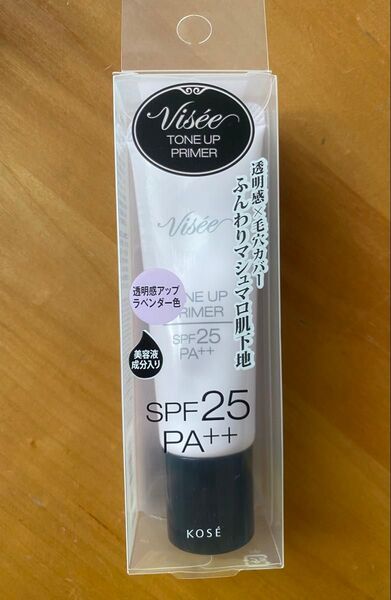 Visée
TONE UP
PRIMER
透明感×毛穴カバー
ふんわりマシュマロ肌下地
Visée
透明感アップ
ラベンダー色
TONE UP
PRIMER
SPF25
PA++
美容液
成分入り
SPF25
PA++
KOSÉ